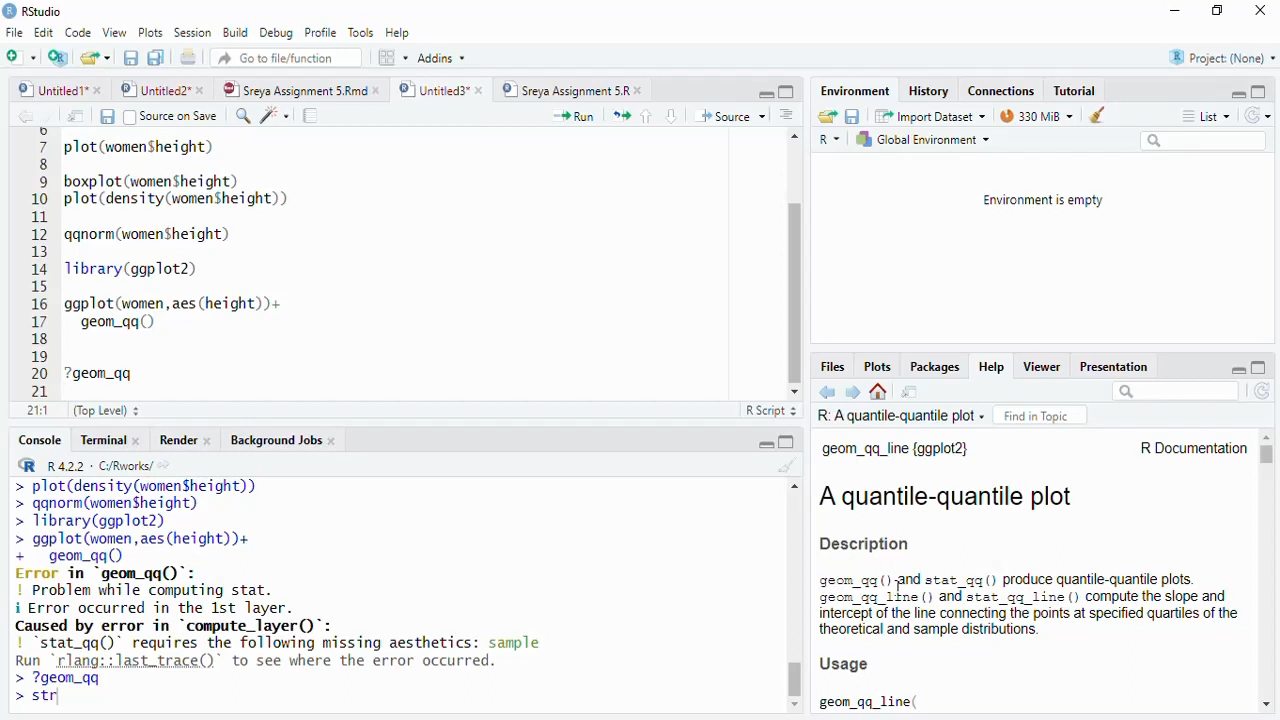 RStudio
File Edit Code View Plots Session Build Debug Profile Tools Help
Go to file/function Addins Project: (None)
Untitled1* Untitled2* Sreya Assignment 5.Rmd Untitled3* Sreya Assignment 5.R
Source on Save Run Source
6
7 plot(women$height)
8
9 boxplot(women$height)
10 plot(density(women$height))
11
12 qqnorm(women$height)
13
14 library(ggplot2)
15
16 ggplot(women,aes(height))+
17 geom_qq()
18
19
20 ?geom_qq
21
21:1 (Top Level) R Script
Console Terminal Render Background Jobs
R 4.2.2 · C:/Rworks/
> plot(density(women$height))
> qqnorm(women$height)
> library(ggplot2)
> ggplot(women,aes(height))+
+ geom_qq()
Error in `geom_qq()`:
! Problem while computing stat.
i Error occurred in the 1st layer.
Caused by error in `compute_layer()`:
! `stat_qq()` requires the following missing aesthetics: sample
Run `rlang::last_trace()` to see where the error occurred.
> ?geom_qq
> str
Environment History Connections Tutorial
Import Dataset 330 MiB List
R Global Environment
Environment is empty
Files Plots Packages Help Viewer Presentation
R: A quantile-quantile plot Find in Topic
geom_qq_line {ggplot2} R Documentation
A quantile-quantile plot
Description
geom_qq() and stat_qq() produce quantile-quantile plots.
geom_qq_line() and stat_qq_line() compute the slope and
intercept of the line connecting the points at specified quartiles of the
theoretical and sample distributions.
Usage
geom_qq_line(